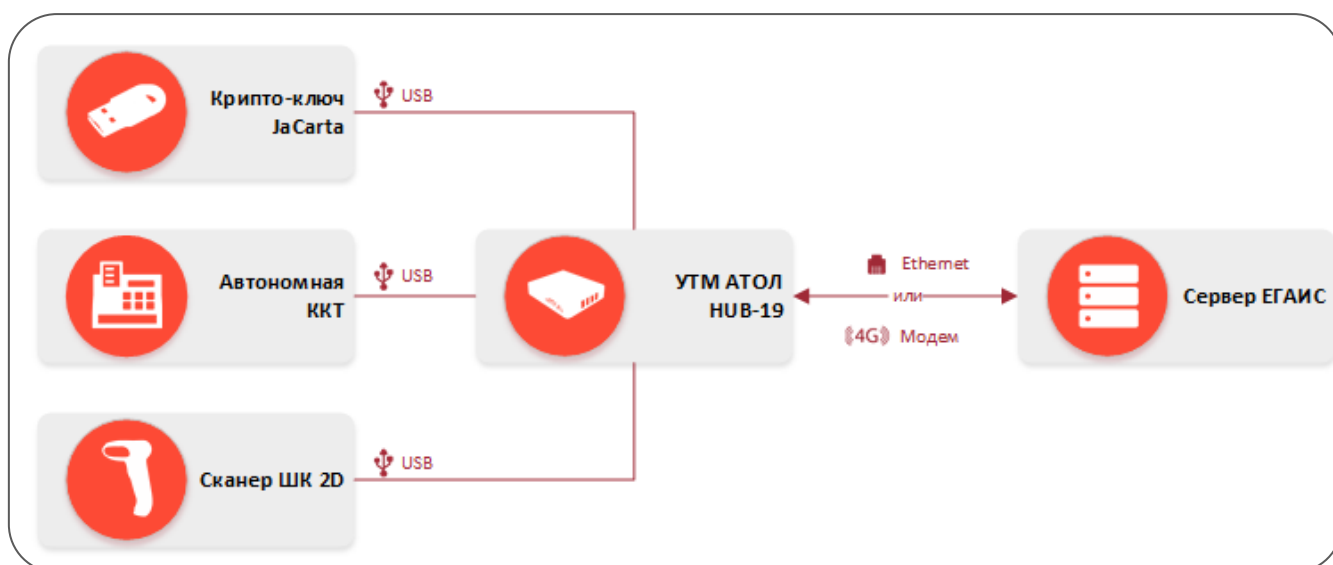 Крипто-ключ
JaCarta
USB
Автономная
ККТ
USB
Сканер ШК 2D
USB
УТМ АТОЛ
HUB-19
Ethernet
или
4G Модем
Сервер ЕГАИС